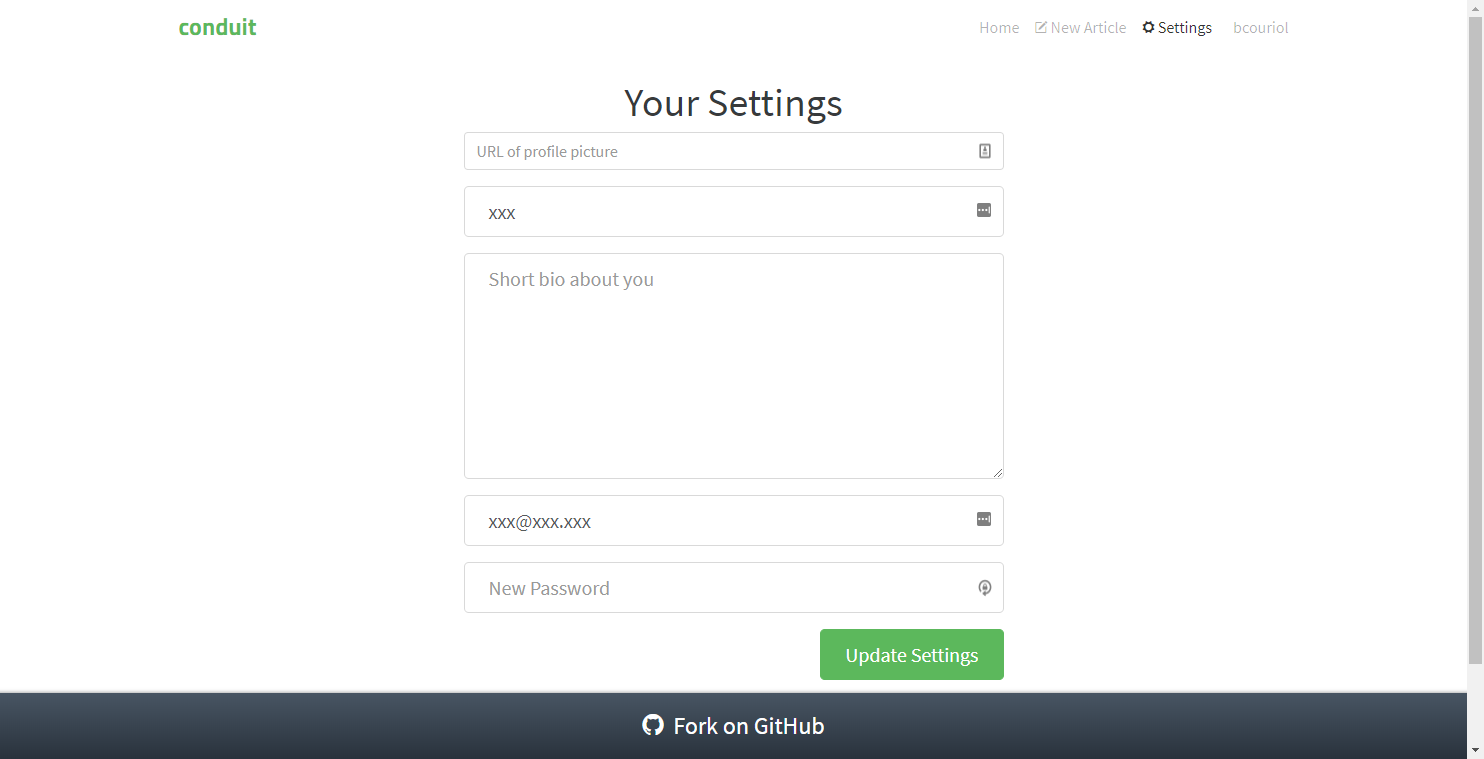 conduit
Home New Article Settings bcouriol
Your Settings
URL of profile picture
xxx
Short bio about you
xxx@xxx.xxx
New Password
Update Settings
Fork on GitHub